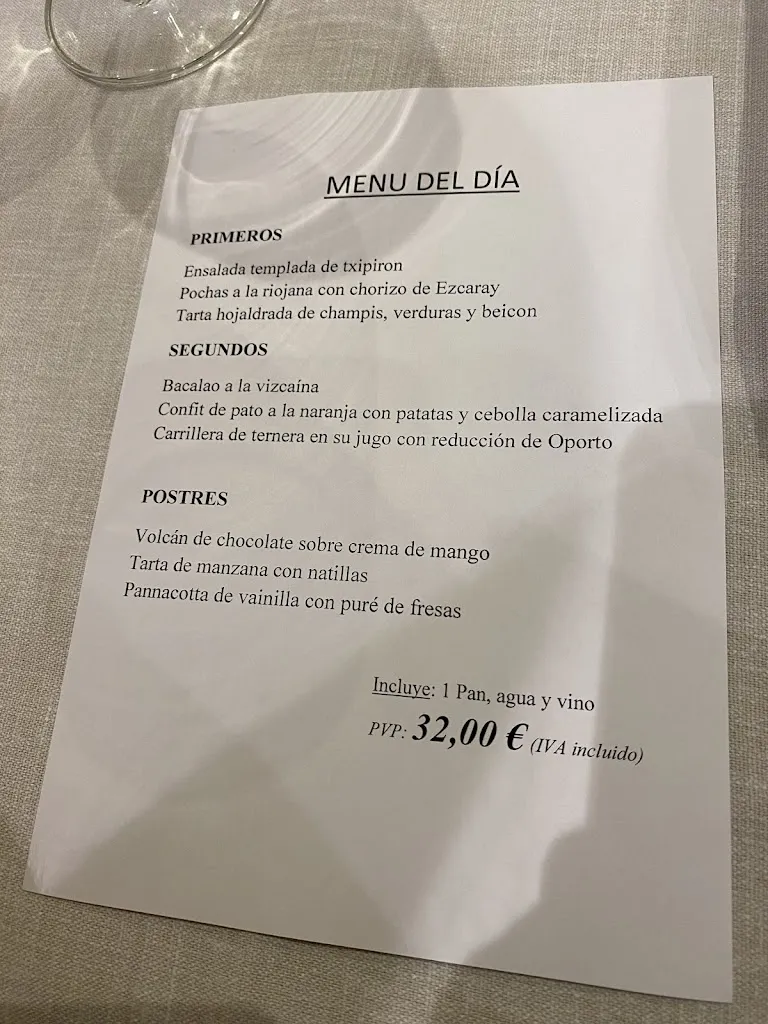 MENU DEL DÍA
PRIMEROS
Ensalada templada de txipiron
Pochas a la riojana con chorizo de Ezcaray
Tarta hojaldrada de champis, verduras y beicon
SEGUNDOS
Bacalao a la vizcaína
Confit de pato a la naranja con patatas y cebolla caramelizada
Carrillera de ternera en su jugo con reducción de Oporto
POSTRES
Volcán de chocolate sobre crema de mango
Tarta de manzana con natillas
Pannacotta de vainilla con puré de fresas
Incluye: 1 Pan, agua y vino
PVP: 32,00 € (IVA incluido)